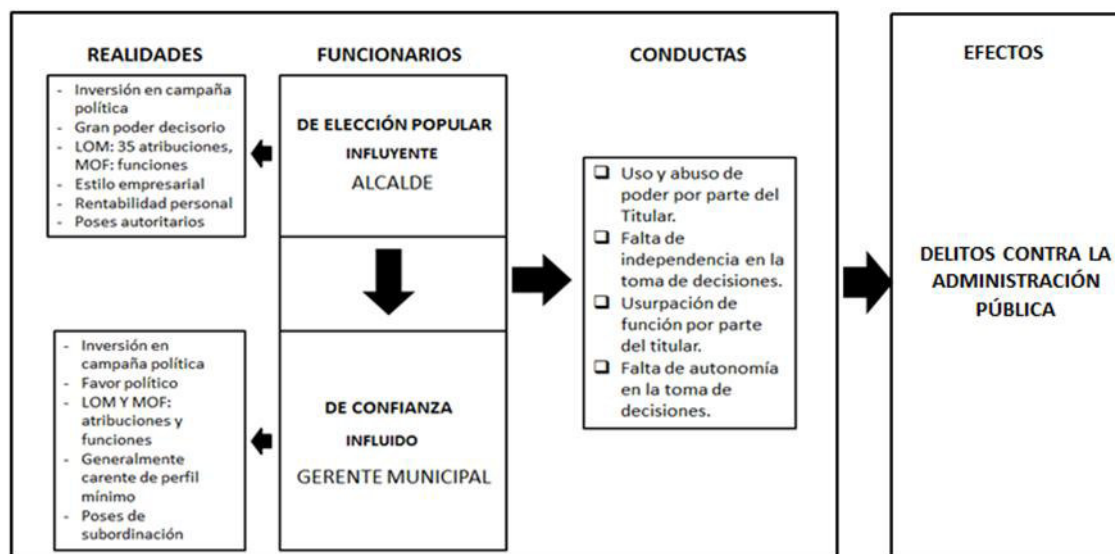 REALIDADES
- Inversión en campaña
política
- Gran poder decisorio
- LOM: 35 atribuciones,
MOF: funciones
- Estilo empresarial
- Rentabilidad personal
- Poses autoritarios
- Inversión en
campaña política
- Favor político
- LOM Y MOF:
atribuciones y
funciones
- Generalmente
carente de perfil
mínimo
- Poses de
subordinación
FUNCIONARIOS
DE ELECCIÓN POPULAR
INFLUYENTE
ALCALDE
DE CONFIANZA
INFLUIDO
GERENTE MUNICIPAL
CONDUCTAS
❑ Uso y abuso de
poder por parte del
Titular.
❑ Falta de
independencia en la
toma de decisiones.
❑ Usurpación de
función por parte
del titular.
❑ Falta de autonomía
en la toma de
decisiones.
EFECTOS
DELITOS CONTRA LA
ADMINISTRACIÓN
PÚBLICA